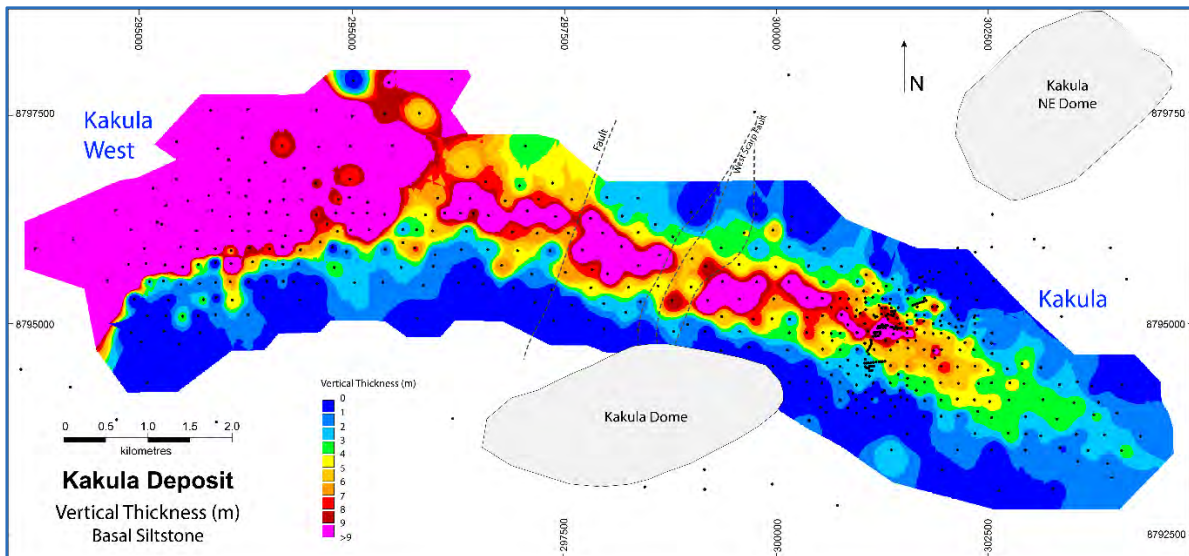 295000
295000
297500
300000
302500
N
Kakula
NE Dome
8797500
879750
Kakula
West
Fault
West Scarp Fault
Kakula
8795000
8795000
Vertical Thickness (m)
0
1
2
3
4
5
6
7
8
9
>9
Kakula Dome
0 0.5 1.0 1.5 2.0
kilometres
Kakula Deposit
Vertical Thickness (m)
Basal Siltstone
297500
300000
302500
8792500